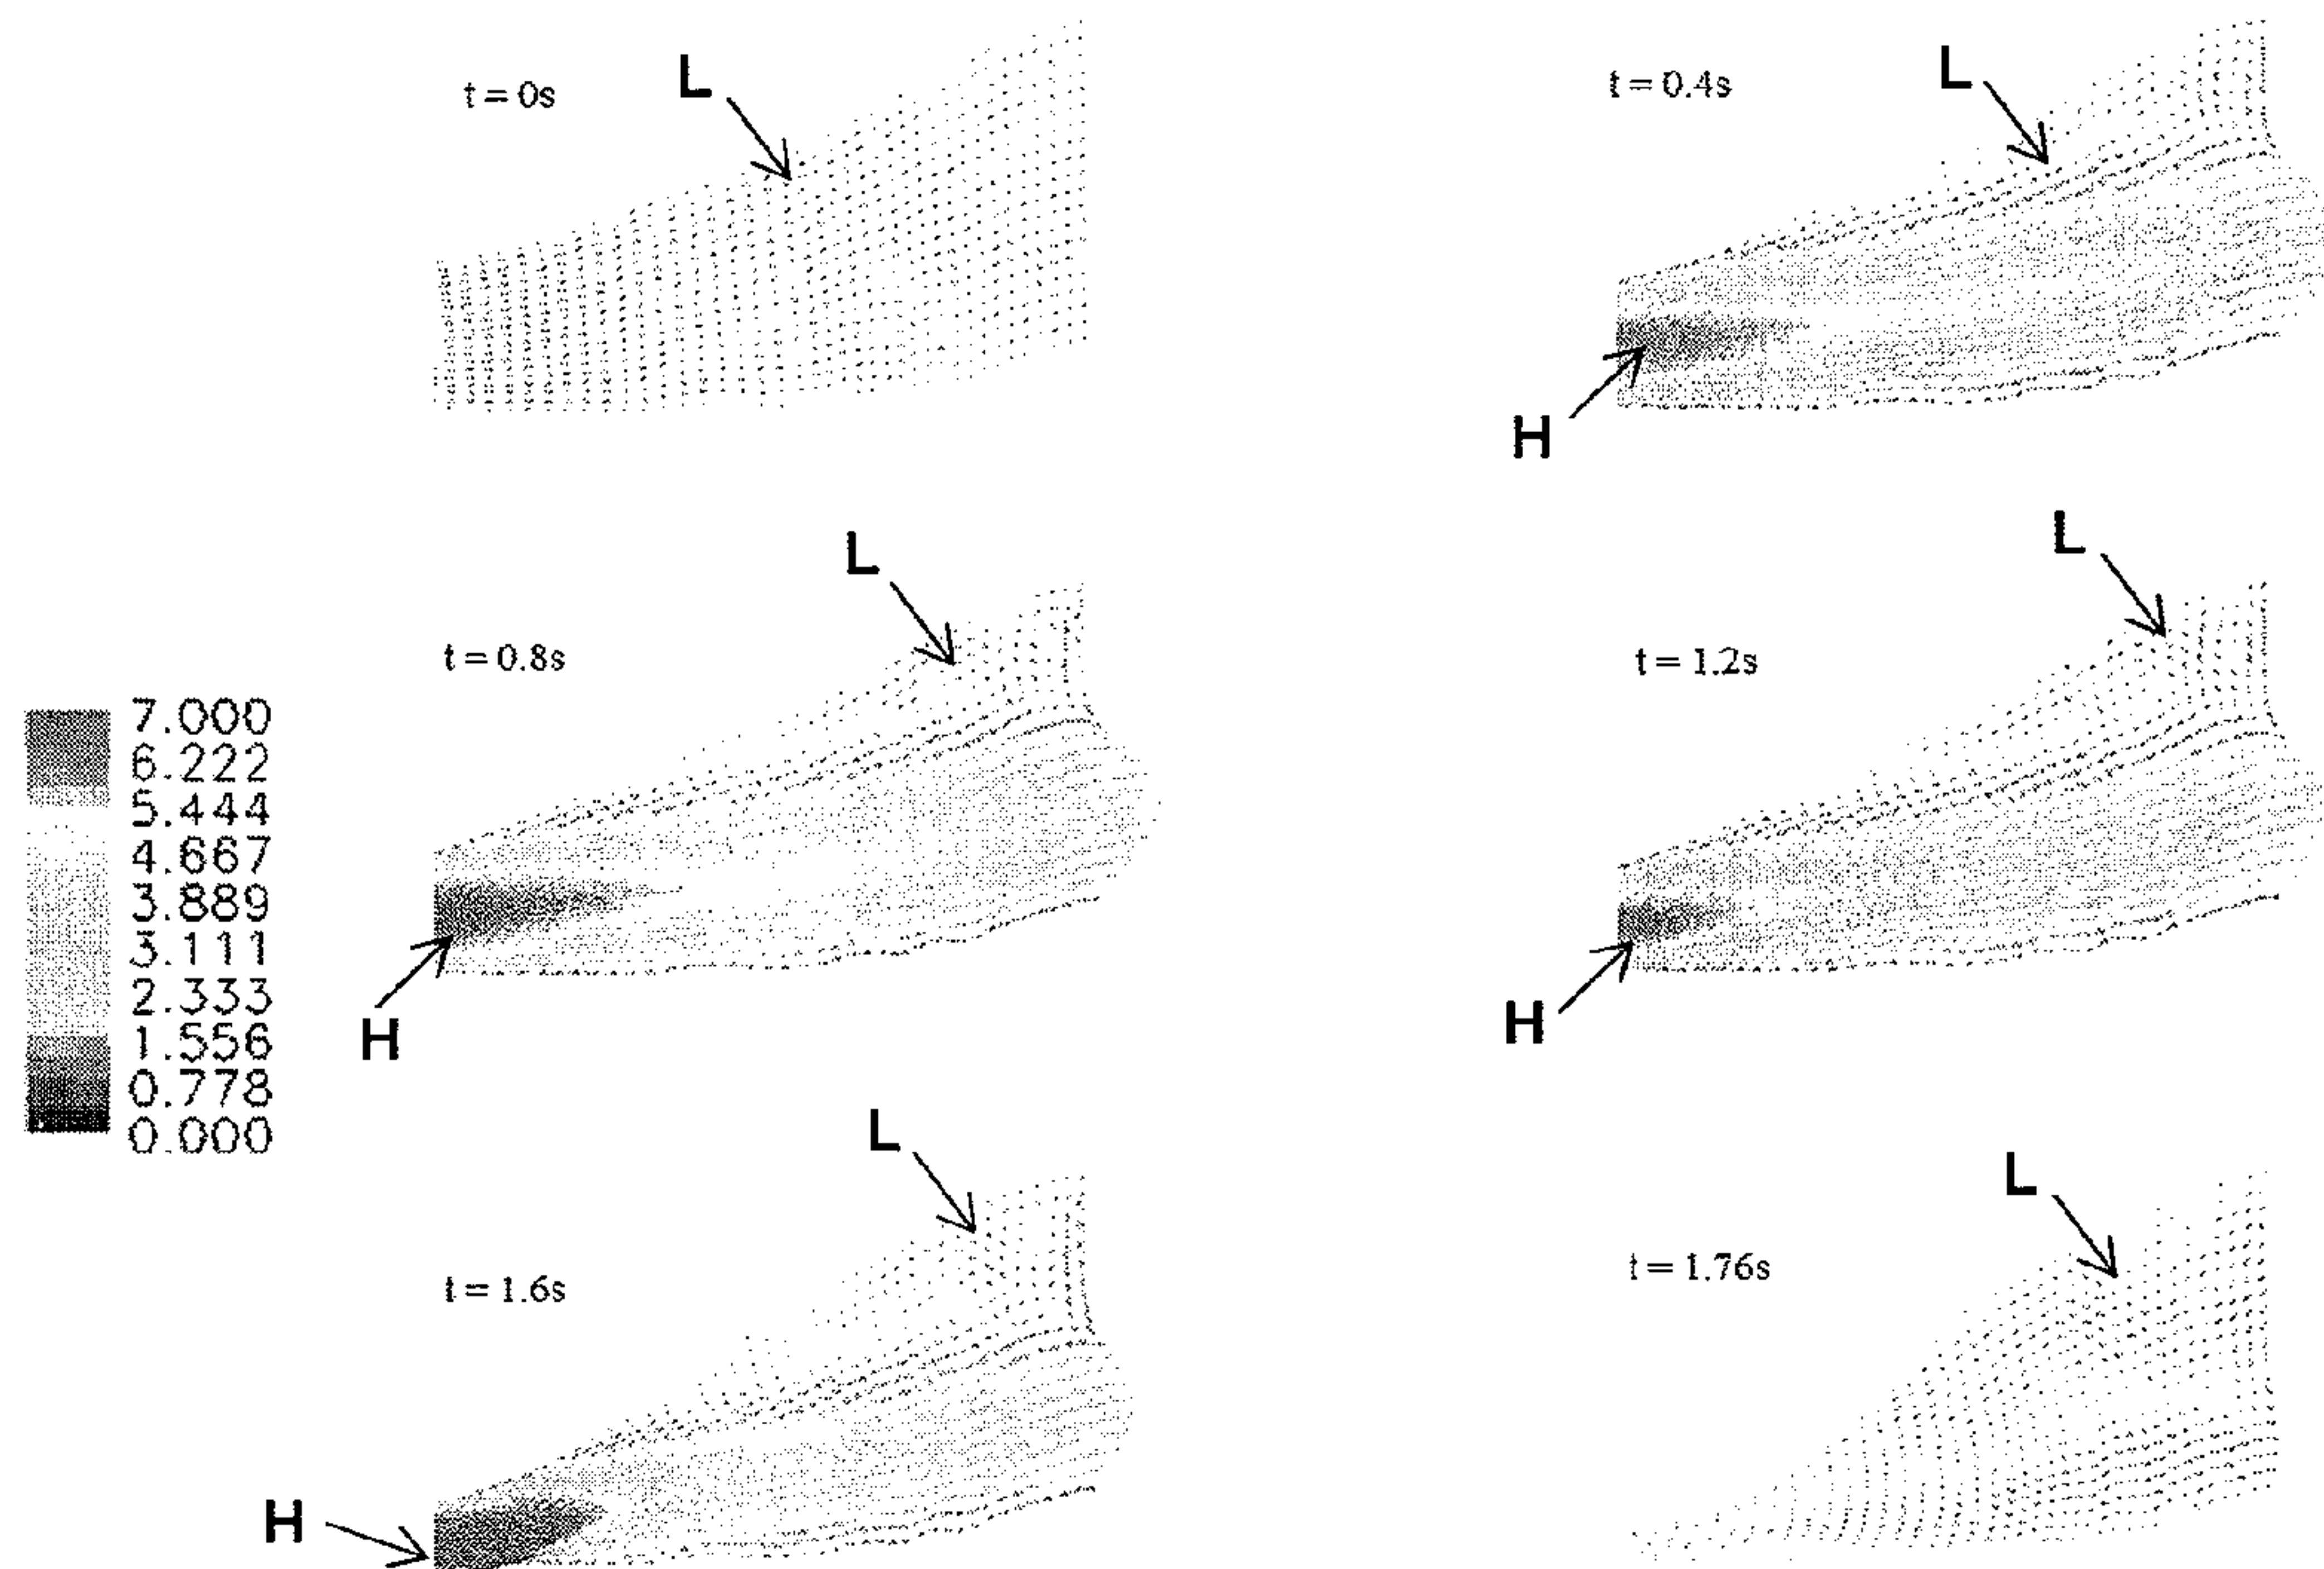 L
t = 0s
L
t = 0.4s
H
L
t = 0.8s
H
L
t = 1.2s
H
7.000
6.222
5.444
4.667
3.889
3.111
2.333
1.556
0.778
0.000
L
t = 1.6s
H
L
t = 1.76s